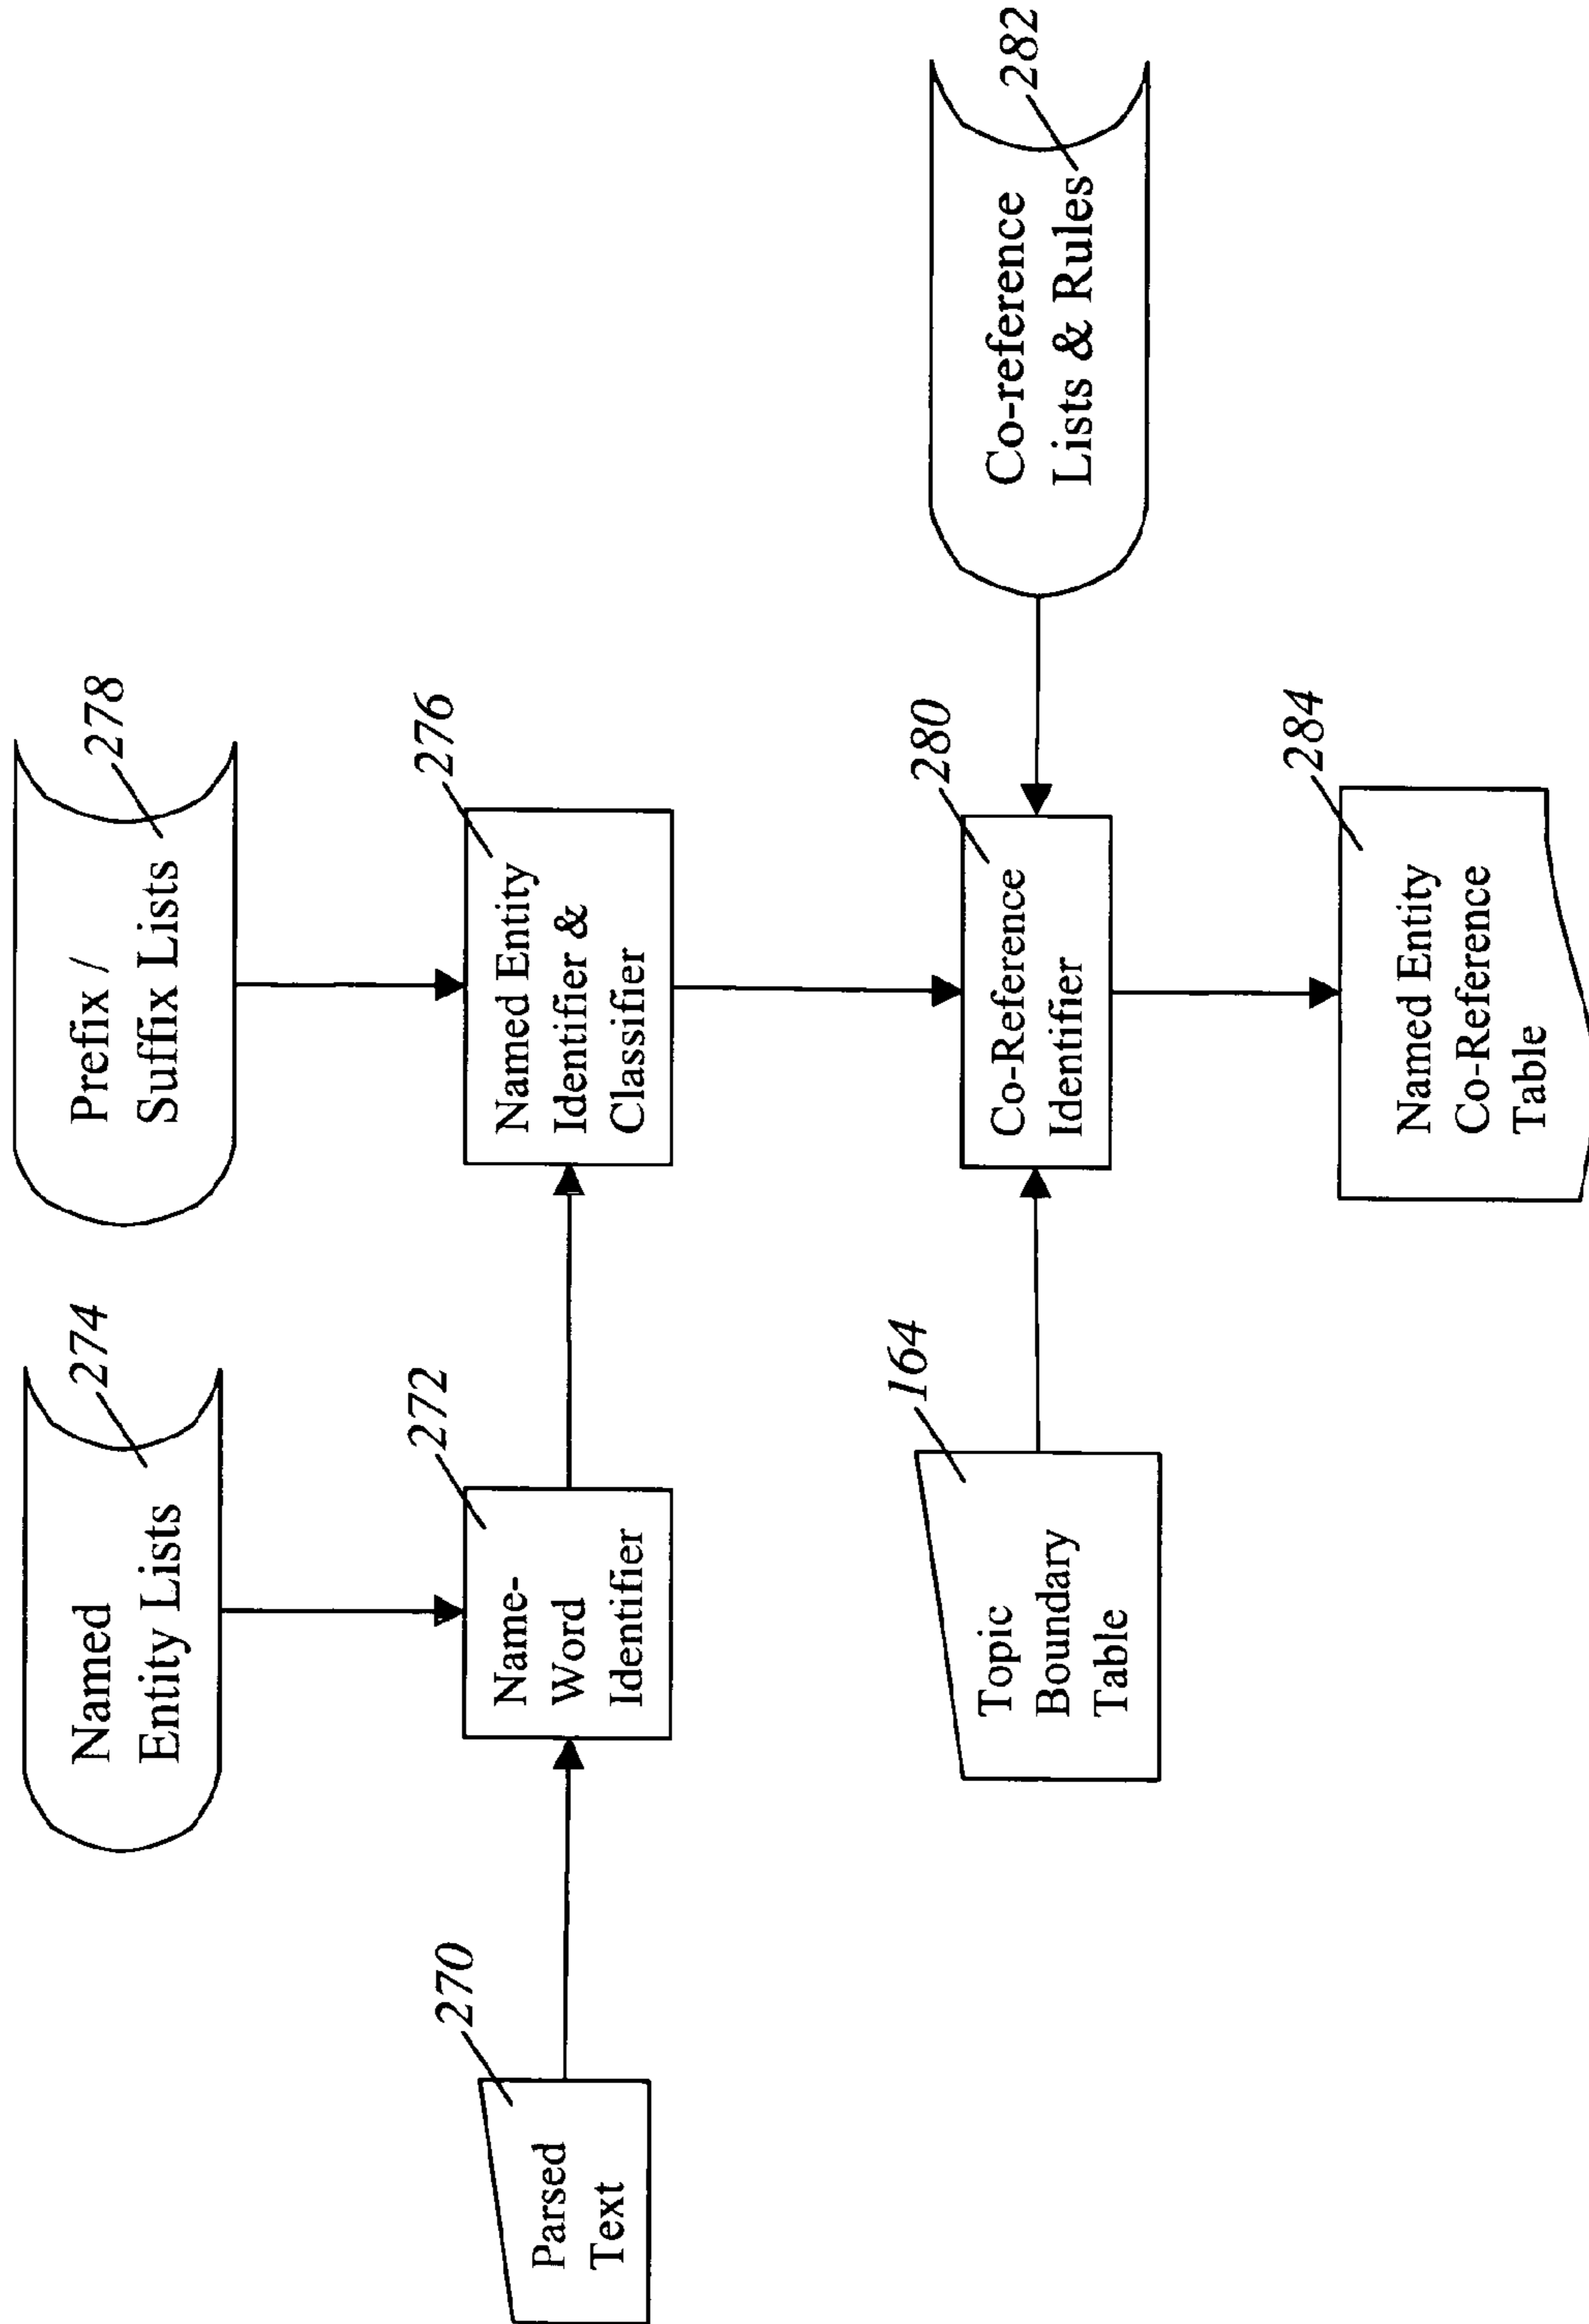 Named
Entity Lists
274
Prefix /
Suffix Lists
278
Parsed
Text
270
Name-
Word
Identifier
272
Named Entity
Identifier &
Classifier
276
Topic
Boundary
Table
164
Co-Reference
Identifier
280
Co-reference
Lists & Rules
282
Named Entity
Co-Reference
Table
284